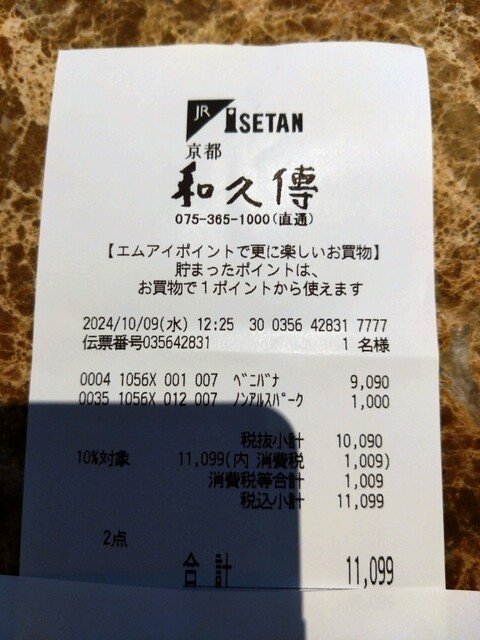 JR ISETAN
京都
和久傳
075-365-1000(直通)
【エムアイポイントで更に楽しいお買物】
貯まったポイントは、
お買物で1ポイントから使えます
2024/10/09(水) 12:25 30 0356 42831 7777
伝票番号035642831 1 名様
0004 1056X 001 007 ﾍﾞﾆﾊﾞﾅ 9,090
0035 1056X 012 007 ﾉﾝｱﾙｽﾊﾟｰｸ 1,000
税抜小計 10,090
10%対象 11,099(内 消費税 1,009)
消費税等合計 1,009
税込小計 11,099
2点
合計 11,099